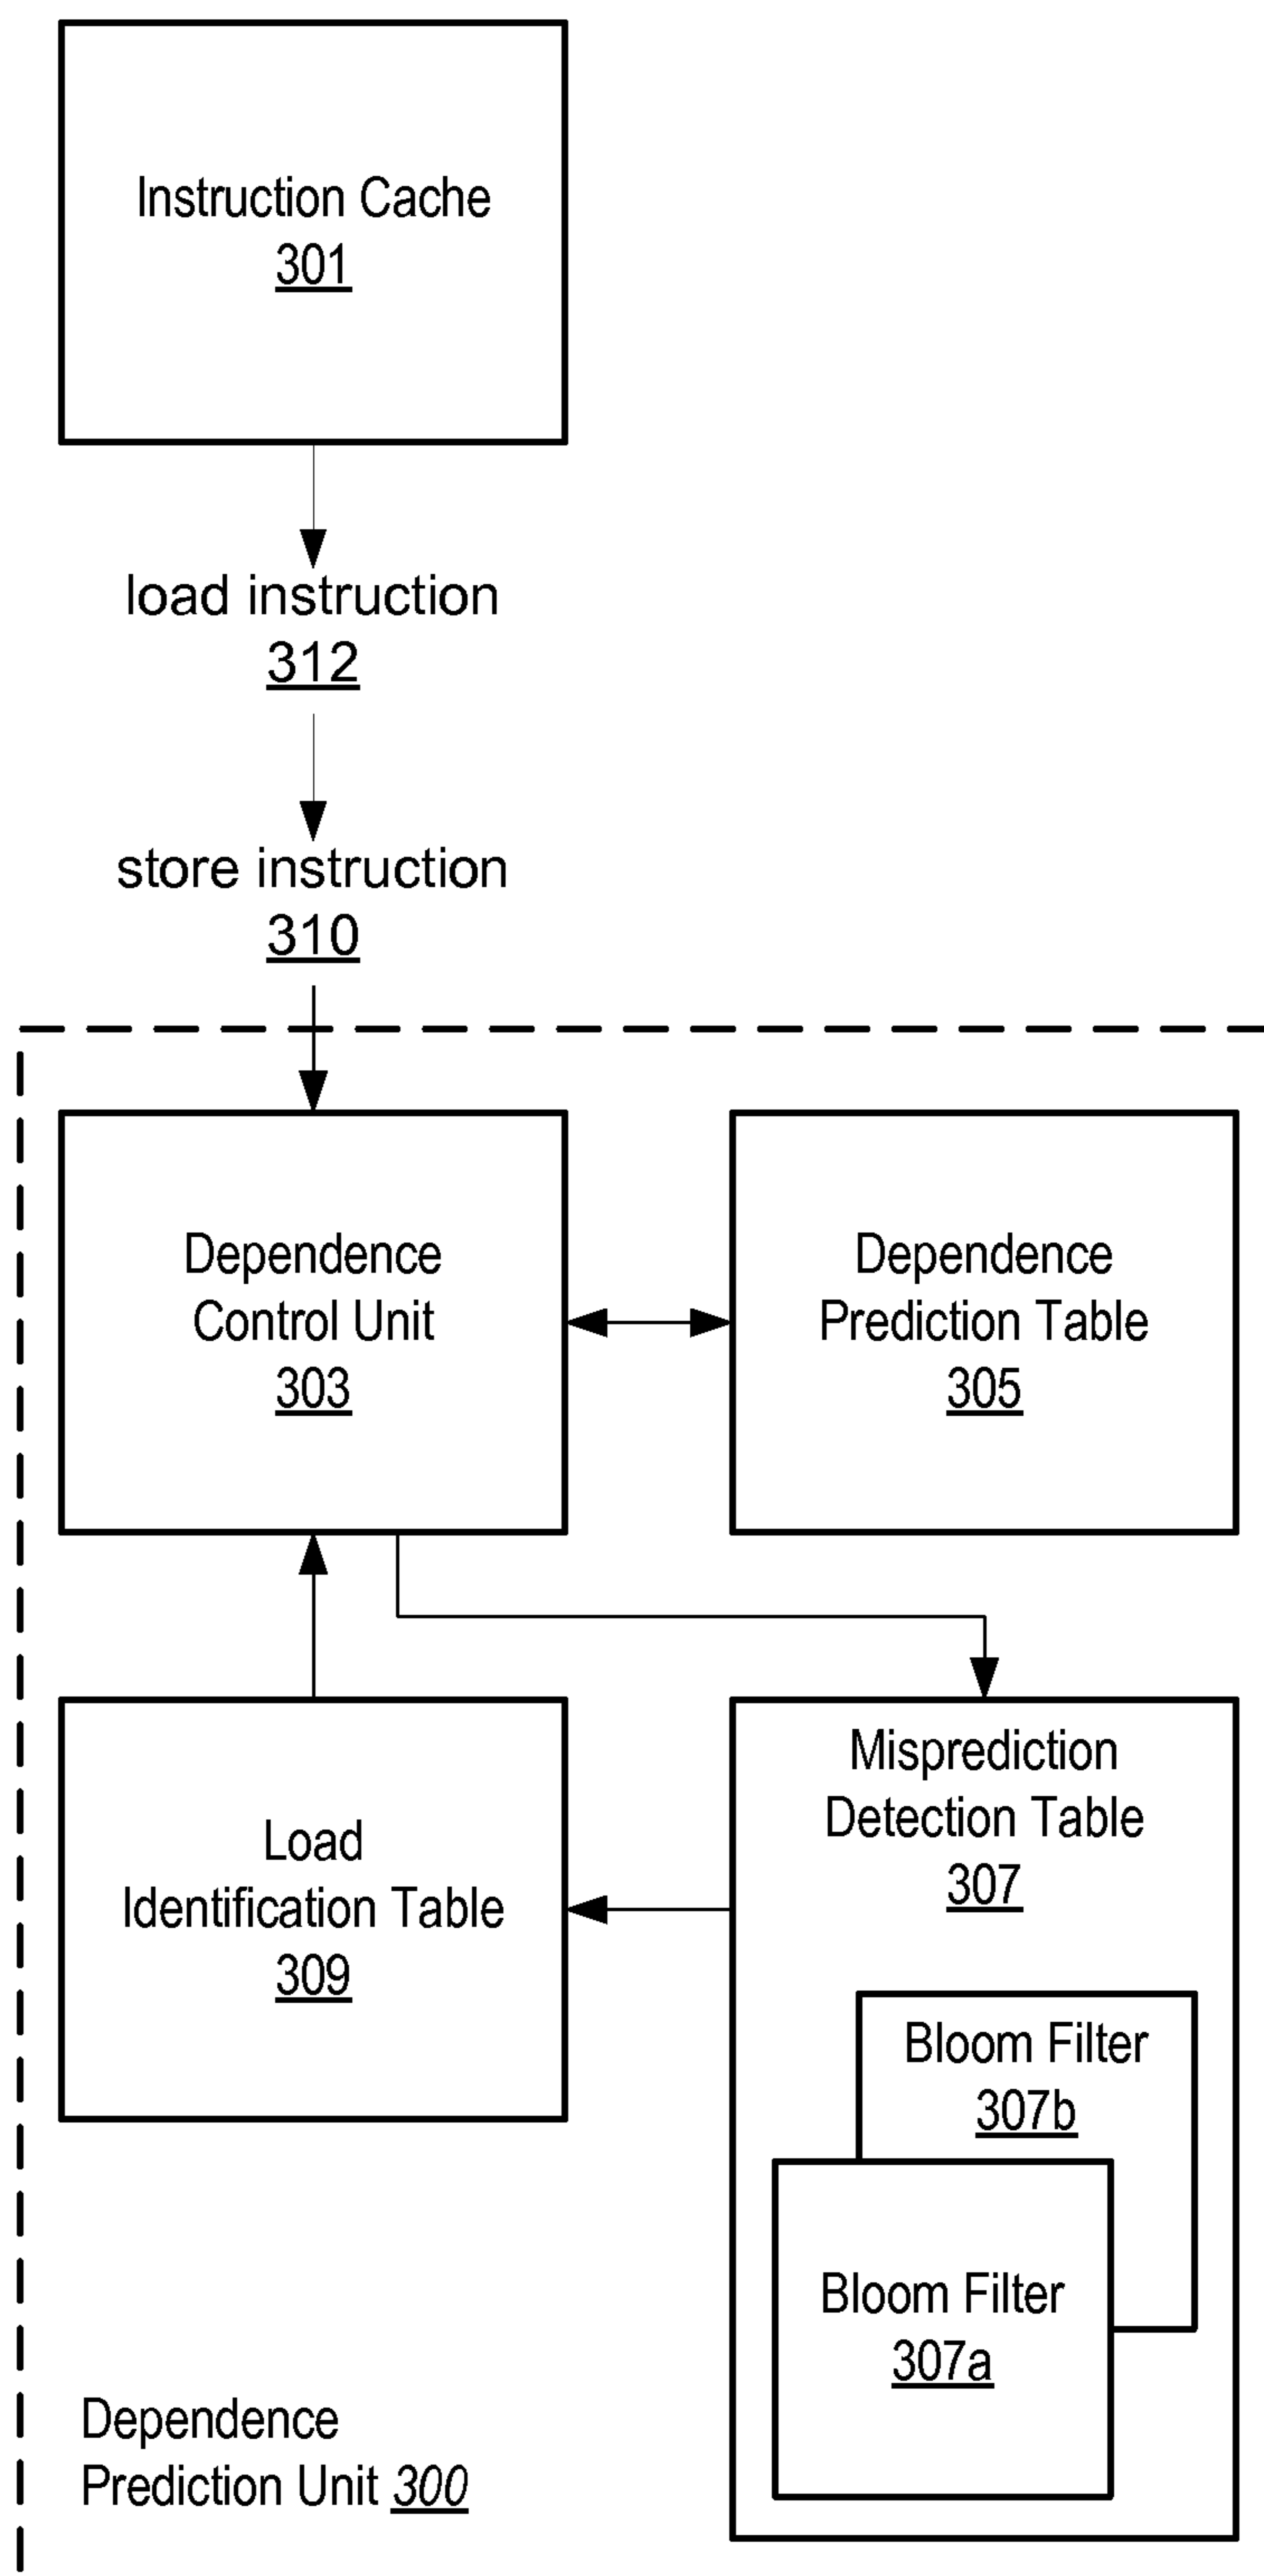 Instruction Cache
301
load instruction
312
store instruction
310
Dependence
Control Unit
303
Dependence
Prediction Table
305
Load
Identification Table
309
Misprediction
Detection Table
307
Bloom Filter
307b
Bloom Filter
307a
Dependence
Prediction Unit 300